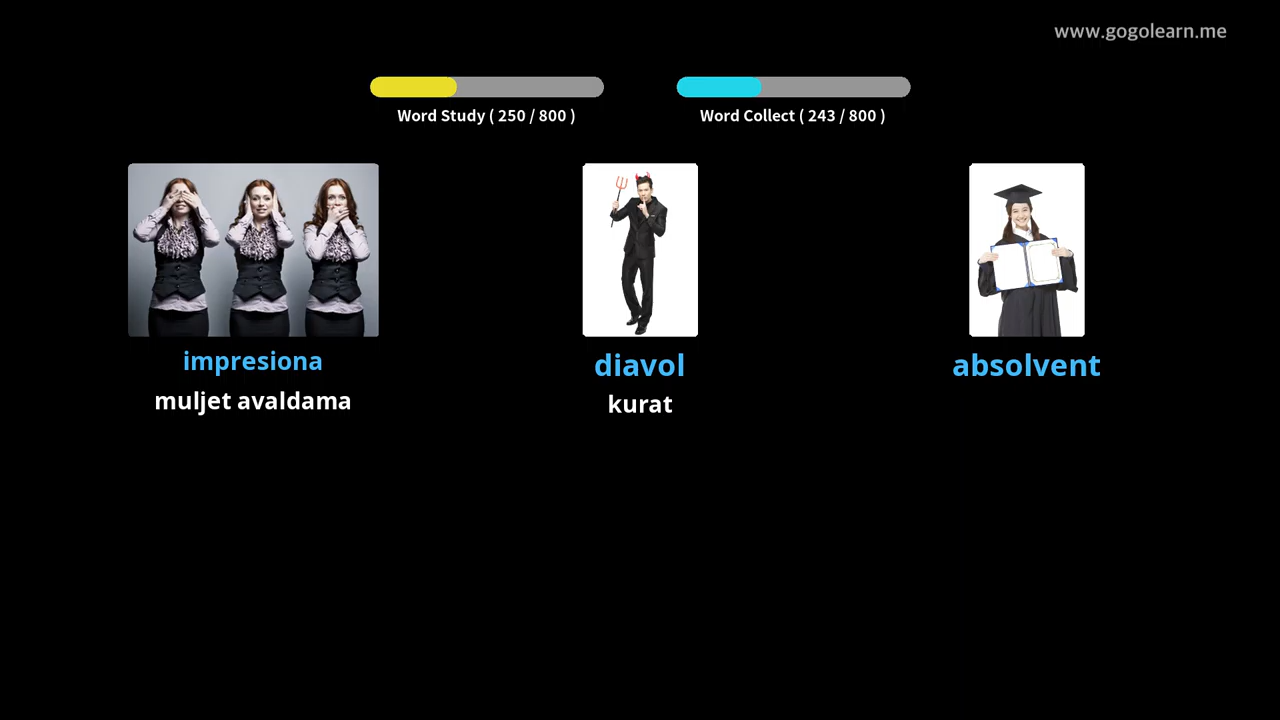 www.gogolearn.me
Word Study ( 250 / 800 )
Word Collect ( 243 / 800 )
impresiona
muljet avaldama
diavol
kurat
absolvent